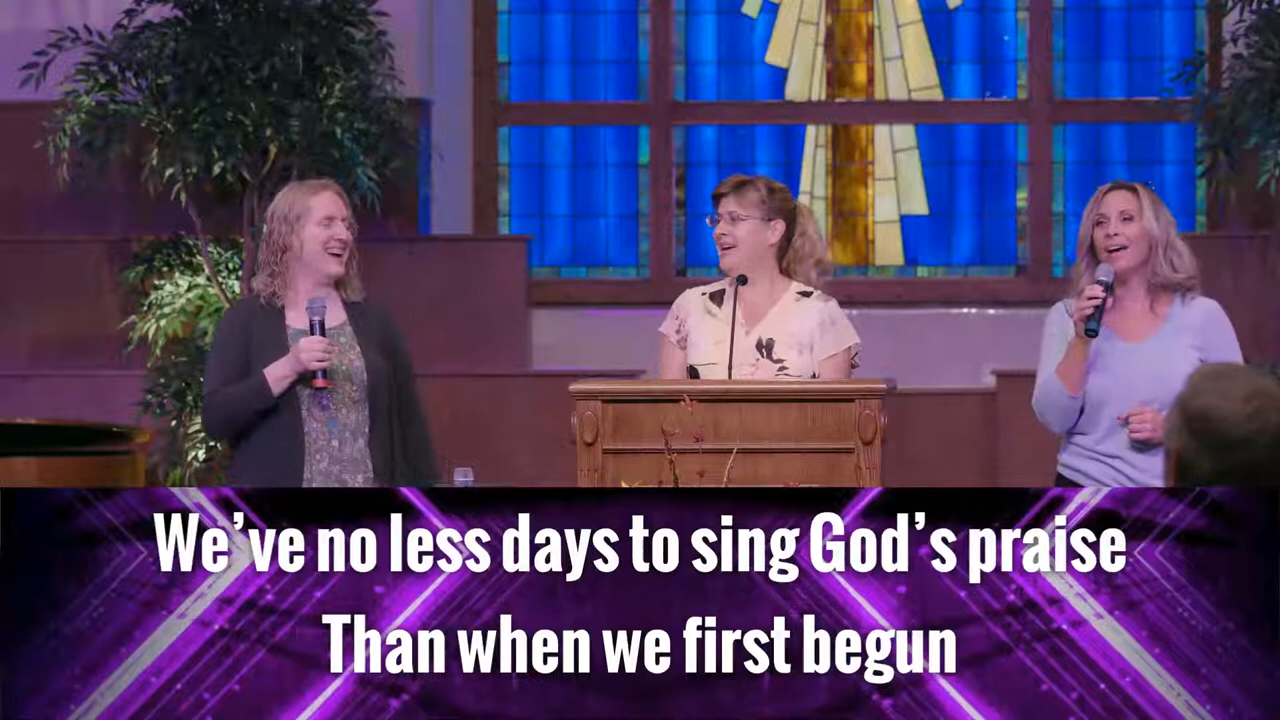 We’ve no less days to sing God’s praise
Than when we first begun